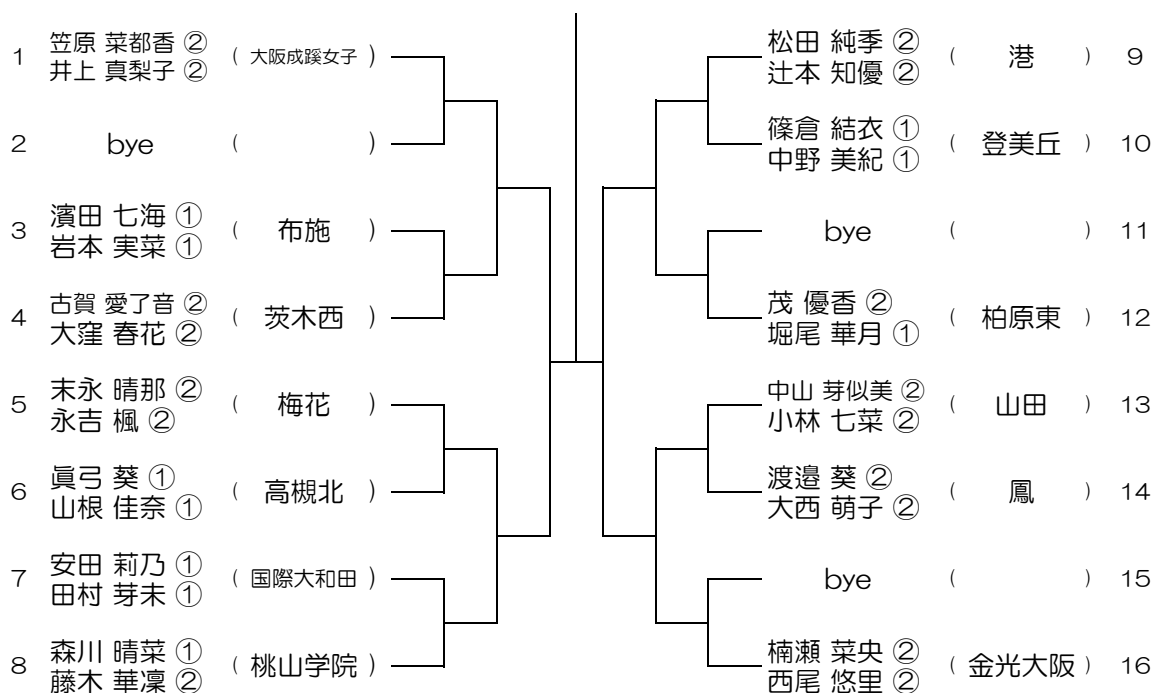 1 笠原 菜都香 ② ( 大阪成蹊女子 )
井上 真梨子 ②
2 bye ( )
3 濱田 七海 ① ( 布施 )
岩本 実菜 ①
4 古賀 愛了音 ② ( 茨木西 )
大窪 春花 ②
5 末永 晴那 ② ( 梅花 )
永吉 楓 ②
6 眞弓 葵 ① ( 高槻北 )
山根 佳奈 ①
7 安田 莉乃 ① ( 国際大和田 )
田村 芽未 ①
8 森川 晴菜 ① ( 桃山学院 )
藤木 華凜 ②
松田 純季 ② ( 港 ) 9
辻本 知優 ②
篠倉 結衣 ① ( 登美丘 ) 10
中野 美紀 ①
bye ( ) 11
茂 優香 ② ( 柏原東 ) 12
堀尾 華月 ①
中山 芽似美 ② ( 山田 ) 13
小林 七菜 ②
渡邉 葵 ② ( 鳳 ) 14
大西 萌子 ②
bye ( ) 15
楠瀬 菜央 ② ( 金光大阪 ) 16
西尾 悠里 ②